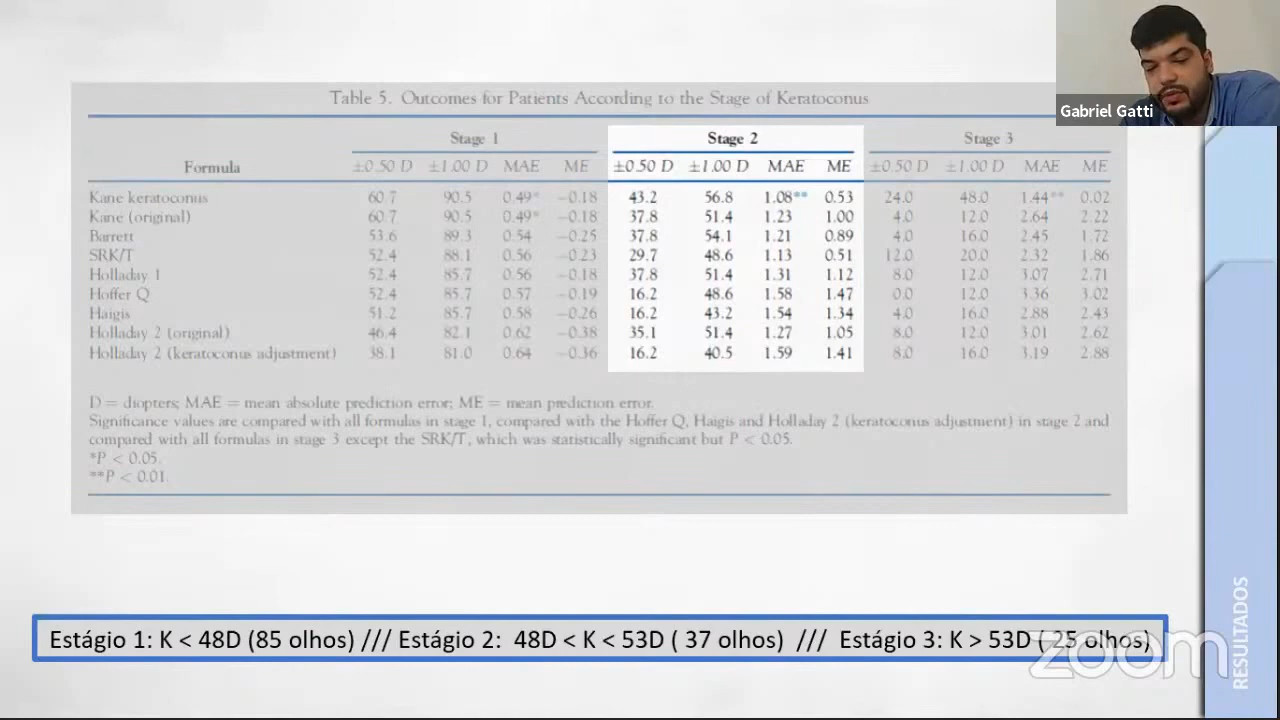 Gabriel Gatti
Table 5. Outcomes for Patients According to the Stage of Keratoconus
Stage 1 Stage 2 Stage 3
Formula ±0.50 D ±1.00 D MAE ME ±0.50 D ±1.00 D MAE ME ±0.50 D ±1.00 D MAE ME
Kane keratoconus 60.7 90.5 0.49* −0.18 43.2 56.8 1.08** 0.53 24.0 48.0 1.44** 0.02
Kane (original) 60.7 90.5 0.49* −0.18 37.8 51.4 1.23 1.00 4.0 12.0 2.64 2.22
Barrett 53.6 89.3 0.54 −0.25 37.8 54.1 1.21 0.89 4.0 16.0 2.45 1.72
SRK/T 52.4 88.1 0.56 −0.23 29.7 48.6 1.13 0.51 12.0 20.0 2.32 1.86
Holladay 1 52.4 85.7 0.56 −0.18 37.8 51.4 1.31 1.12 8.0 12.0 3.07 2.71
Hoffer Q 52.4 85.7 0.57 −0.19 16.2 48.6 1.58 1.47 0.0 12.0 3.36 3.02
Haigis 51.2 85.7 0.58 −0.26 16.2 43.2 1.54 1.34 4.0 16.0 2.88 2.43
Holladay 2 (original) 46.4 82.1 0.62 −0.38 35.1 51.4 1.27 1.05 8.0 12.0 3.01 2.62
Holladay 2 (keratoconus adjustment) 38.1 81.0 0.64 −0.36 16.2 40.5 1.59 1.41 8.0 16.0 3.19 2.88
D = diopters; MAE = mean absolute prediction error; ME = mean prediction error.
Significance values are compared with all formulas in stage 1, compared with the Hoffer Q, Haigis and Holladay 2 (keratoconus adjustment) in stage 2 and
compared with all formulas in stage 3 except the SRK/T, which was statistically significant but P < 0.05.
*P < 0.05.
**P < 0.01.
Estágio 1: K < 48D (85 olhos) /// Estágio 2: 48D < K < 53D ( 37 olhos) /// Estágio 3: K > 53D ( 25 olhos)
zoom
RESULTADOS